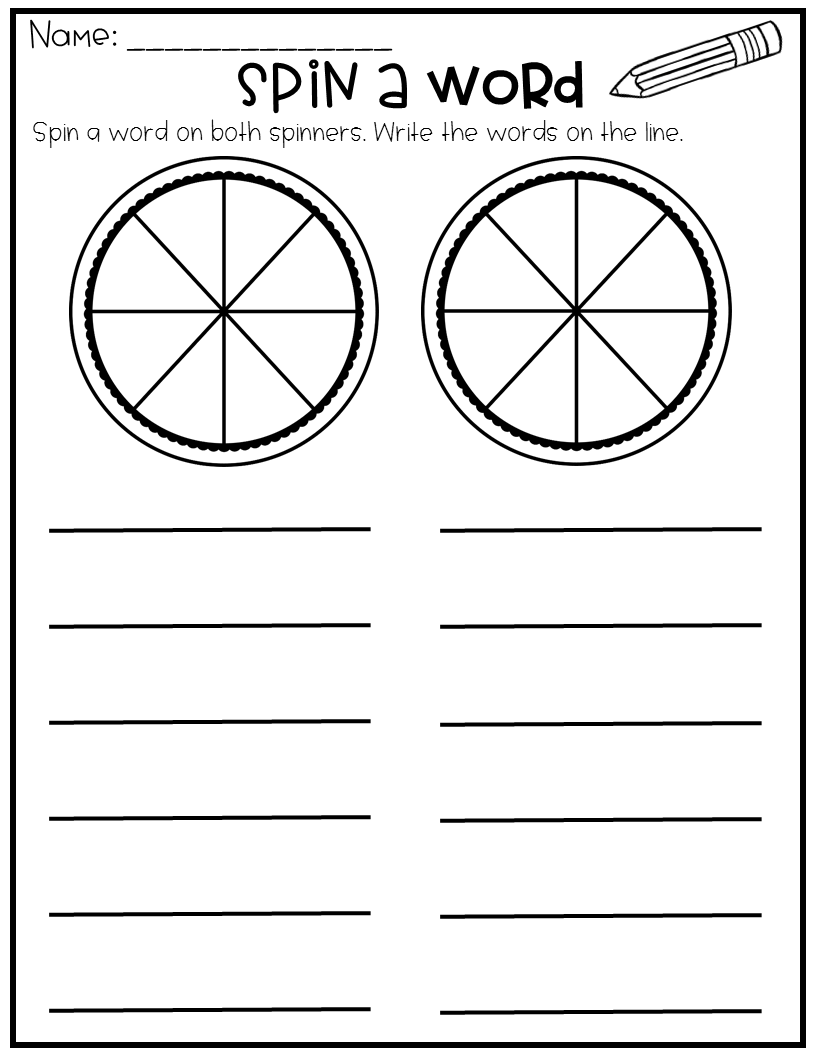 Name: _______________
SPiN a WORd
Spin a word on both spinners. Write the words on the line.